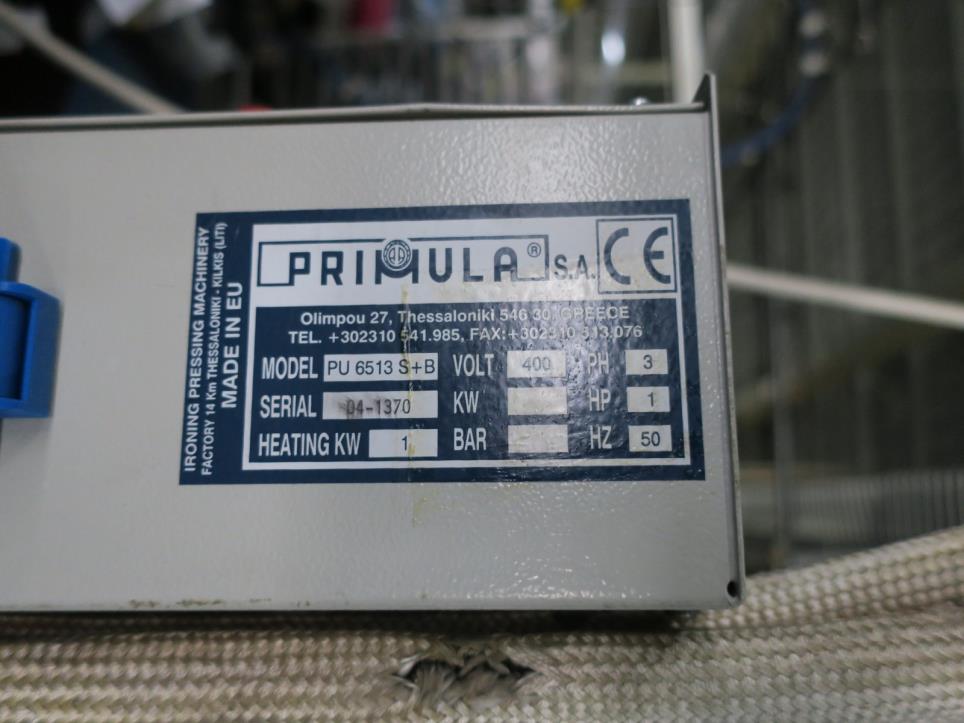 IRONING PRESSING MACHINERY
FACTORY 14 Km THESSALONIKI - KILKIS (LITI)
MADE IN EU
PRIMULA® S.A. CE
Olimpou 27, Thessaloniki 546 30, GREECE
TEL. +302310 541.985, FAX:+302310 513.076
MODEL PU 6513 S+B VOLT 400 PH 3
SERIAL 04-1370 KW HP 1
HEATING KW 1 BAR HZ 50